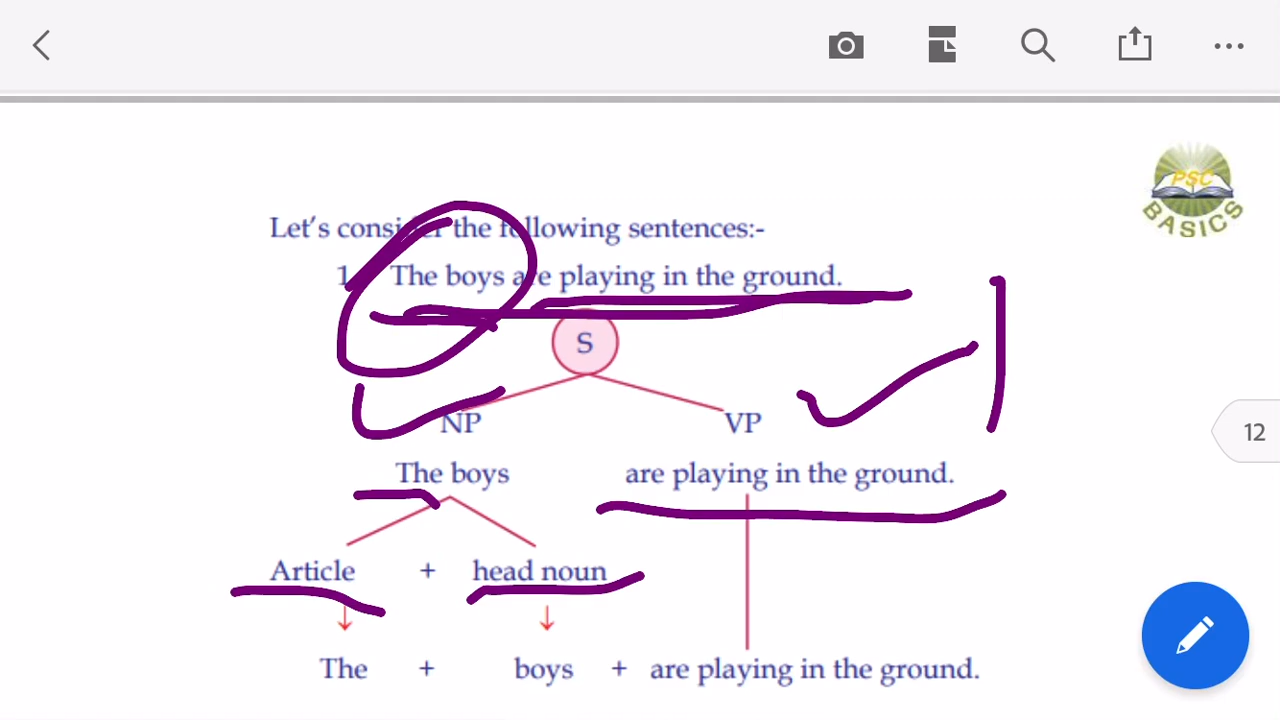 PSC
BASICS
Let's consider the following sentences:-
1. The boys are playing in the ground.
S
NP VP
12
The boys are playing in the ground.
Article + head noun
↓ ↓
The + boys + are playing in the ground.